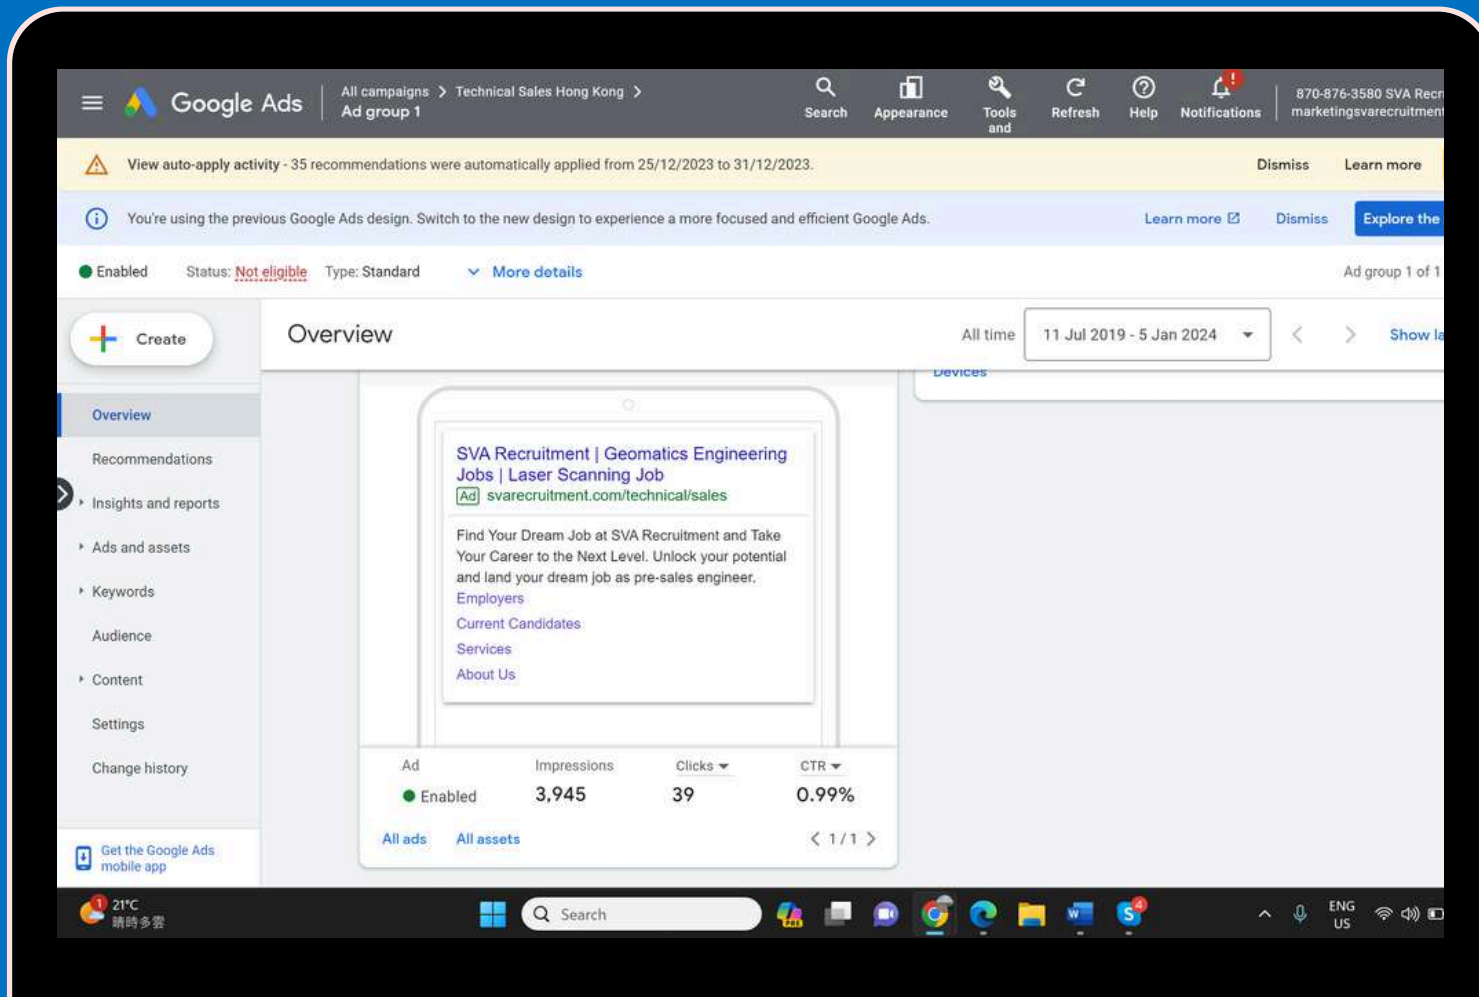 Google Ads
All campaigns > Technical Sales Hong Kong >
Ad group 1
Search
Appearance
Tools
and
Refresh
Help
Notifications
870-876-3580 SVA
marketingsvarecruitment
View auto-apply activity - 35 recommendations were automatically applied from 25/12/2023 to 31/12/2023.
Dismiss
Learn more
You're using the previous Google Ads design. Switch to the new design to experience a more focused and efficient Google Ads.
Learn more
Dismiss
Explore the
Enabled
Status: Not eligible
Type: Standard
More details
Ad group 1 of 1
Create
Overview
All time
11 Jul 2019 - 5 Jan 2024
Show
Devices
Overview
Recommendations
Insights and reports
Ads and assets
Keywords
Audience
Content
Settings
Change history
Get the Google Ads
mobile app
SVA Recruitment | Geomatics Engineering
Jobs | Laser Scanning Job
Ad svarecruitment.com/technical/sales
Find Your Dream Job at SVA Recruitment and Take
Your Career to the Next Level. Unlock your potential
and land your dream job as pre-sales engineer.
Employers
Current Candidates
Services
About Us
Ad Impressions Clicks CTR
Enabled 3,945 39 0.99%
All ads All assets < 1 / 1 >
1
21°C
晴時多雲
Search
PRE
W
S
4
ENG
US